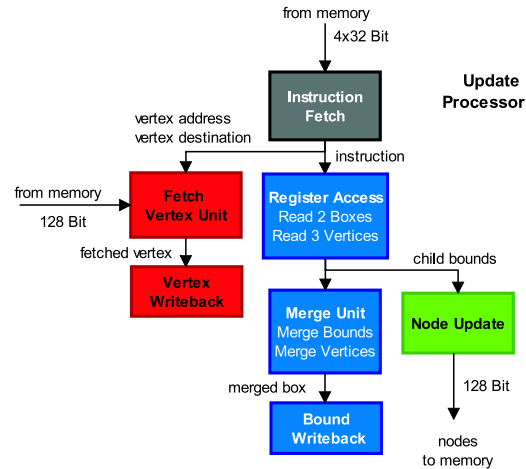 from memory
4x32 Bit
Update
Processor
Instruction
Fetch
vertex address
vertex destination
instruction
from memory
128 Bit
Fetch
Vertex Unit
Register Access
Read 2 Boxes
Read 3 Vertices
fetched vertex
child bounds
Vertex
Writeback
Merge Unit
Merge Bounds
Merge Vertices
Node Update
merged box
128 Bit
Bound
Writeback
nodes
to memory